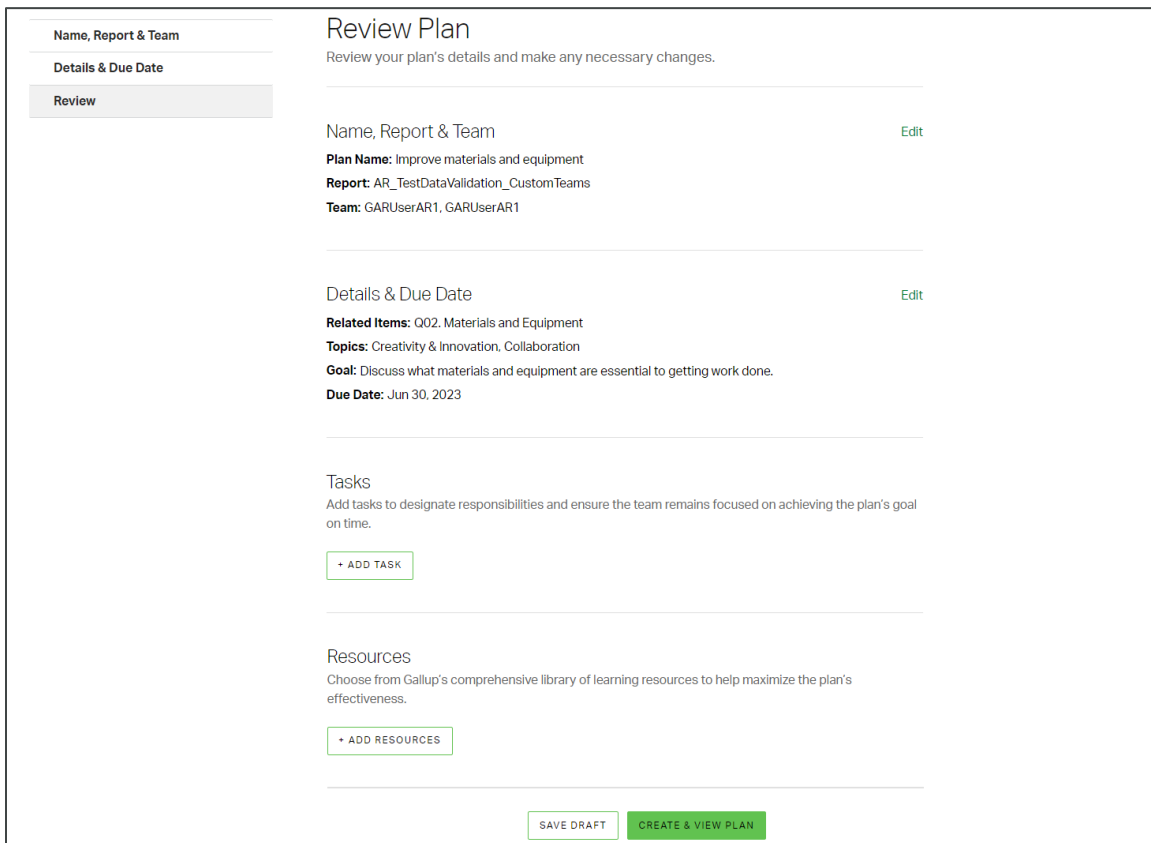 Name, Report & Team
Details & Due Date
Review
Review Plan
Review your plan's details and make any necessary changes.
Name, Report & Team
Edit
Plan Name: Improve materials and equipment
Report: AR_TestDataValidation_CustomTeams
Team: GARUserAR1, GARUserAR1
Details & Due Date
Edit
Related Items: Q02. Materials and Equipment
Topics: Creativity & Innovation, Collaboration
Goal: Discuss what materials and equipment are essential to getting work done.
Due Date: Jun 30, 2023
Tasks
Add tasks to designate responsibilities and ensure the team remains focused on achieving the plan's goal
on time.
+ ADD TASK
Resources
Choose from Gallup's comprehensive library of learning resources to help maximize the plan's
effectiveness.
+ ADD RESOURCES
SAVE DRAFT
CREATE & VIEW PLAN